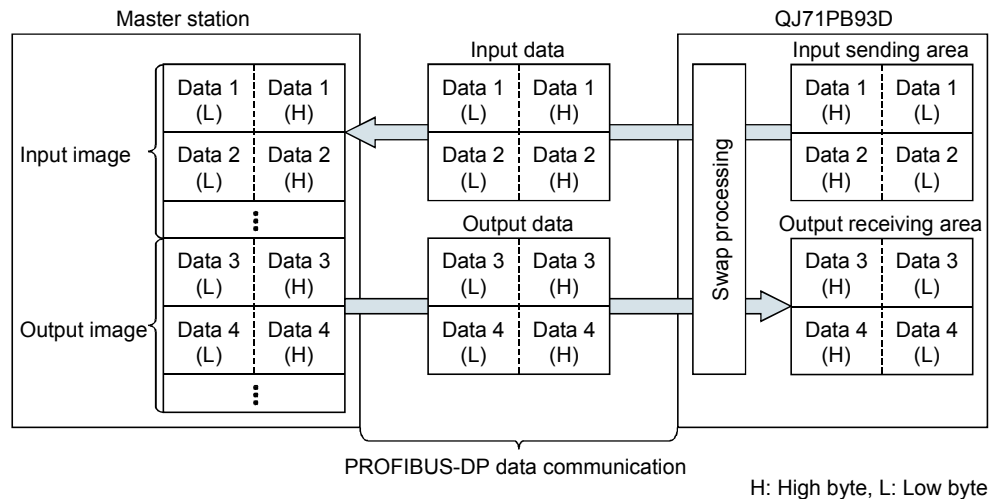 Master station
QJ71PB93D
Input data
Input sending area
Data 1 (L) Data 1 (H)
Data 2 (L) Data 2 (H)
Input image
Data 1 (L) Data 1 (H)
Data 2 (L) Data 2 (H)
Data 1 (H) Data 1 (L)
Data 2 (H) Data 2 (L)
Swap processing
Output data
Output receiving area
Data 3 (L) Data 3 (H)
Data 4 (L) Data 4 (H)
Output image
Data 3 (L) Data 3 (H)
Data 4 (L) Data 4 (H)
Data 3 (H) Data 3 (L)
Data 4 (H) Data 4 (L)
PROFIBUS-DP data communication
H: High byte, L: Low byte